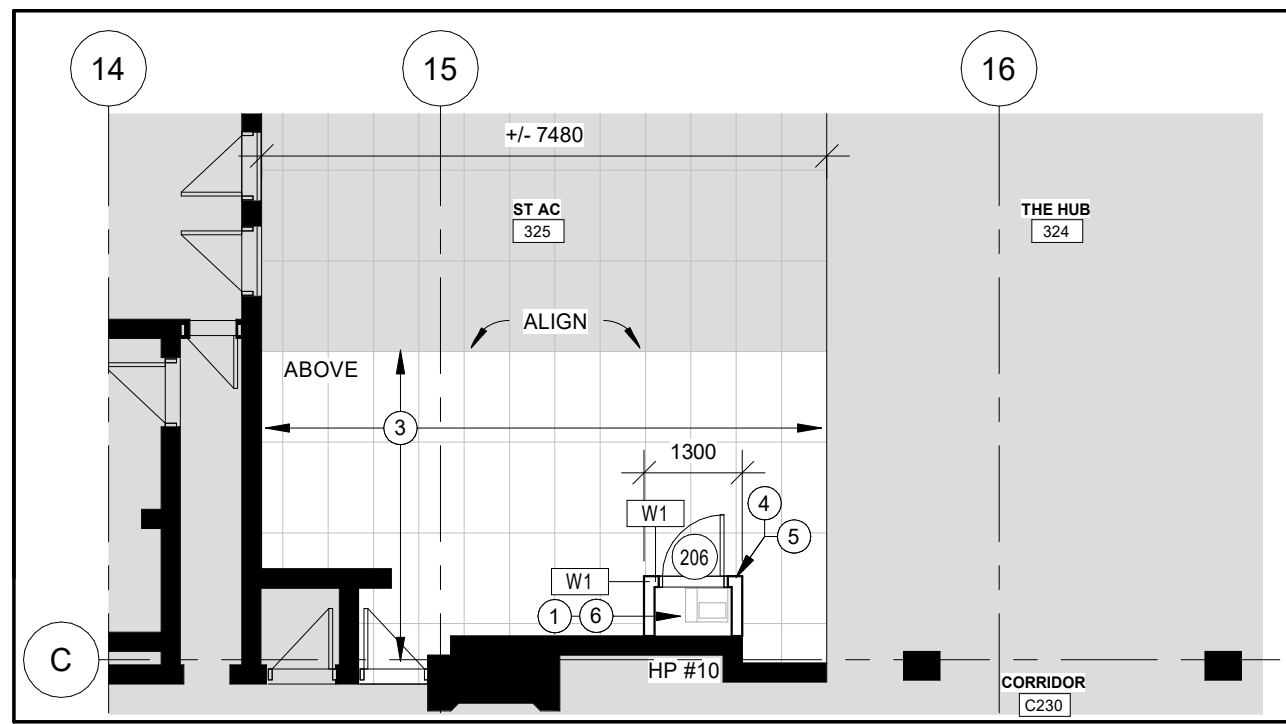 14
15
16
+/- 7480
ST AC
325
THE HUB
324
ALIGN
ABOVE
3
1300
W1
4
5
206
W1
1
6
HP #10
C
CORRIDOR
C230